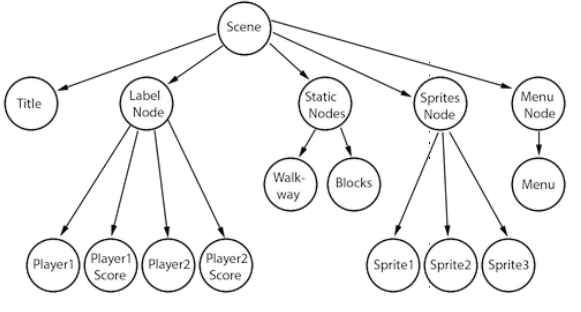 Scene
Title
Label
Node
Static
Nodes
Sprites
Node
Menu
Node
Walk-
way
Blocks
Menu
Player1
Player1
Score
Player2
Player2
Score
Sprite1
Sprite2
Sprite3